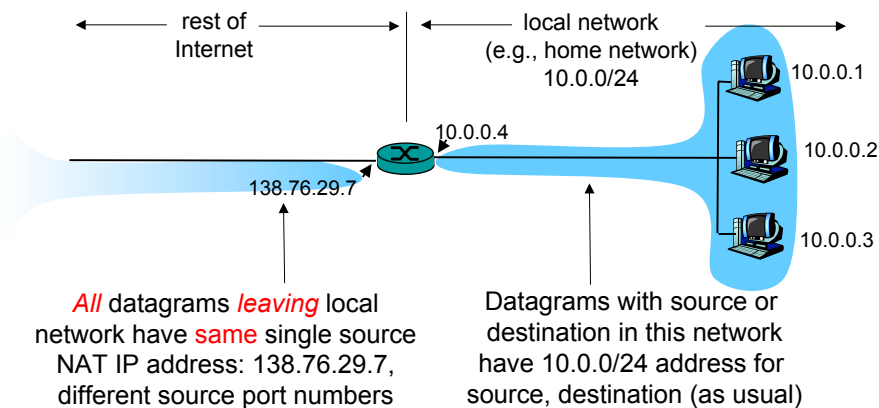 rest of
Internet
local network
(e.g., home network)
10.0.0/24
10.0.0.1
10.0.0.4
10.0.0.2
138.76.29.7
10.0.0.3
All datagrams leaving local
network have same single source
NAT IP address: 138.76.29.7,
different source port numbers
Datagrams with source or
destination in this network
have 10.0.0/24 address for
source, destination (as usual)